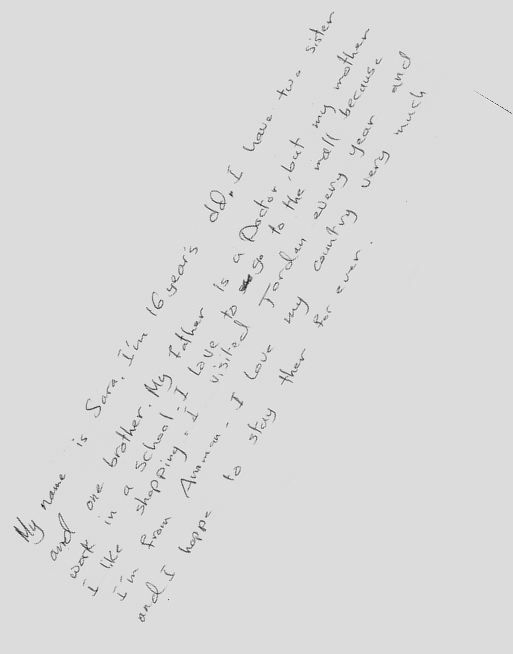 My name is Sara. I'm 16 year's old. I have two sister
and one brother. My Father is a Doctor, but my mother
work in a school. I love to go to the mall because
I like shopping. I visited Jordan every year and
I'm from Amman. I love my country very much
and I hoppe to stay ther for ever.